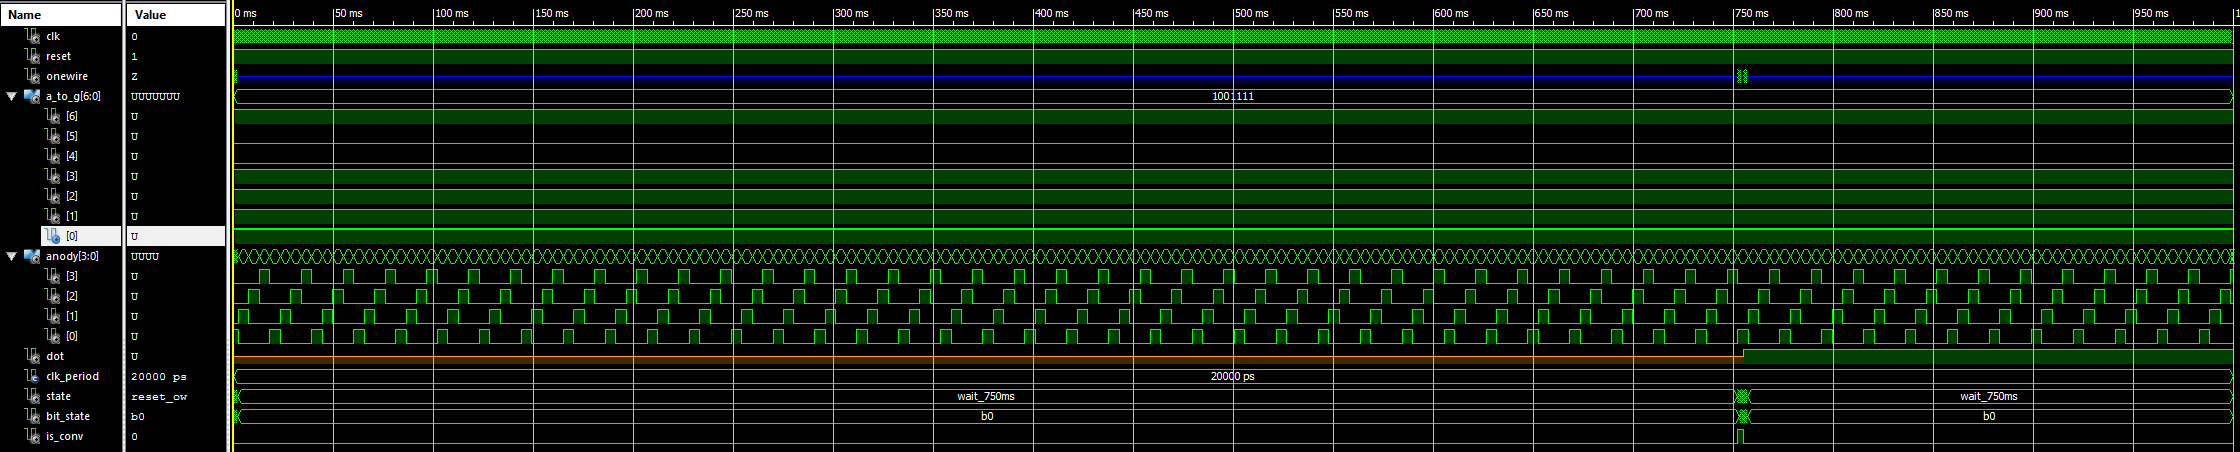 Name Value 0 ms 50 ms 100 ms 150 ms 200 ms 250 ms 300 ms 350 ms 400 ms 450 ms 500 ms 550 ms 600 ms 650 ms 700 ms 750 ms 800 ms 850 ms 900 ms 950 ms
clk 0
reset 1
onewire Z
a_to_g[6:0] UUUUUUU 1001111
[6] U
[5] U
[4] U
[3] U
[2] U
[1] U
[0] U
anody[3:0] UUUU
[3] U
[2] U
[1] U
[0] U
dot U
clk_period 20000 ps 20000 ps
state reset_ow wait_750ms wait_750ms
bit_state b0 b0 b0
is_conv 0